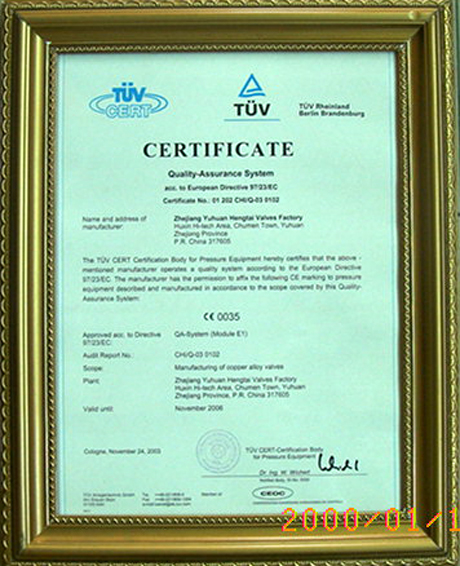 TÜV
CERT
TÜV
TÜV Rheinland
Berlin Brandenburg
CERTIFICATE
Quality-Assurance System
acc. to European Directive 97/23/EC
Certificate No.: 01 202 CHI/Q-03 0102
Name and address of
manufacturer:
Zhejiang Yuhuan Hengtai Valves Factory
Huxin Hi-tech Area, Chumen Town, Yuhuan
Zhejiang Province
P.R. China 317605
The TÜV CERT Certification Body for Pressure Equipment hereby certifies that the above -
mentioned manufacturer operates a quality system according to the European Directive
97/23/EC. The manufacturer has the permission to affix the following CE marking to pressure
equipment described and manufactured in accordance to the scope covered by this Quality-
Assurance System:
CE 0035
Approved acc. to Directive
97/23/EC:
QA-System (Module E1)
Audit Report No.:
CHI/Q-03 0102
Scope:
Manufacturing of copper alloy valves
Plant:
Zhejiang Yuhuan Hengtai Valves Factory
Huxin Hi-tech Area, Chumen Town, Yuhuan
Zhejiang Province, P.R. China 317605
Valid until:
November 2006
Cologne, November 24, 2003
TÜV CERT-Certification Body
for Pressure Equipment
Dr. Ing. W.
Notified Body, ID-No. 0035
Member of
CEOC
2000/01/1